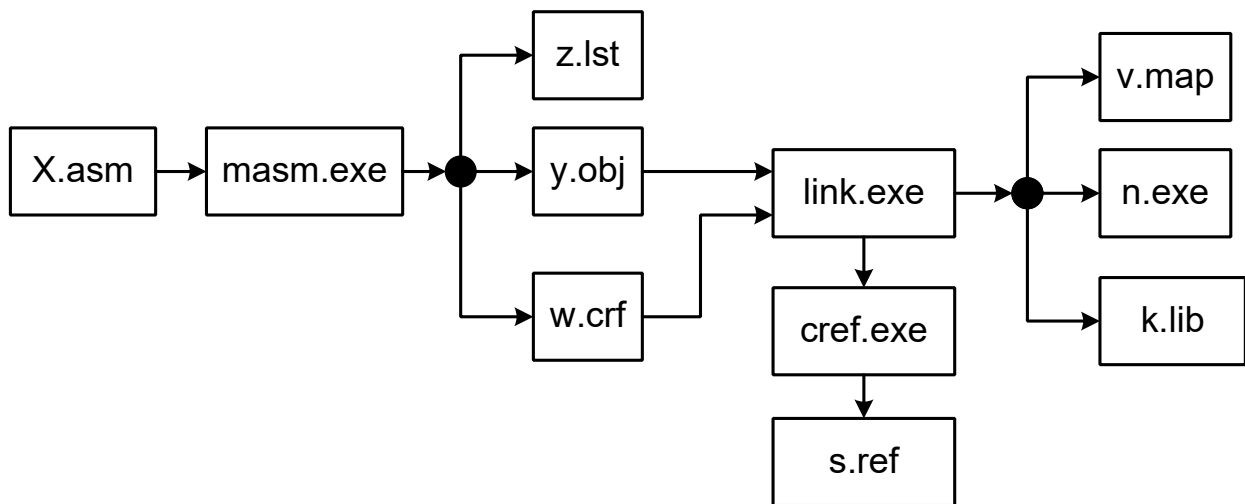 X.asm
masm.exe
z.lst
y.obj
w.crf
link.exe
cref.exe
s.ref
v.map
n.exe
k.lib